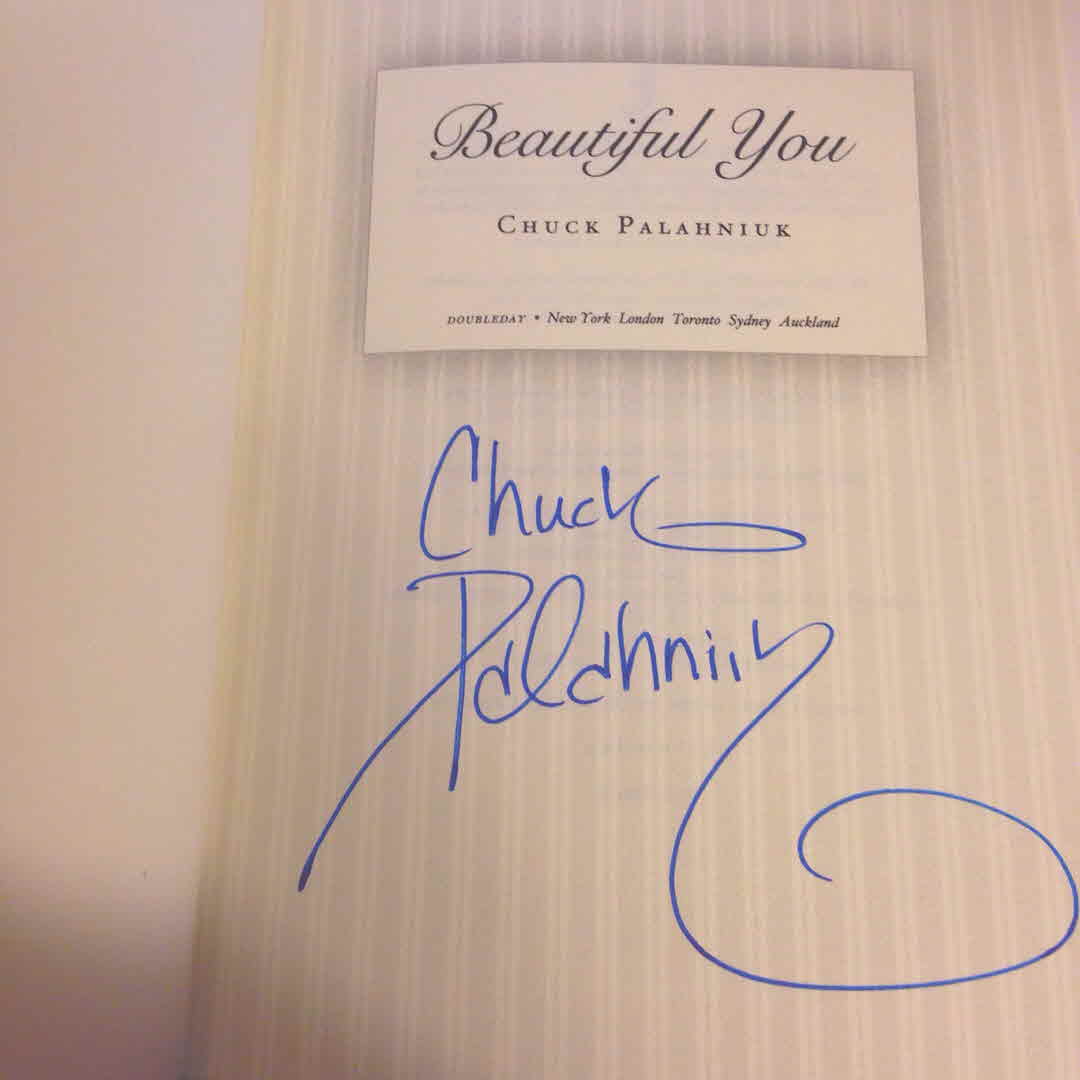 Beautiful You
CHUCK PALAHNIUK
DOUBLEDAY • New York London Toronto Sydney Auckland
Chuck
Palahniuk